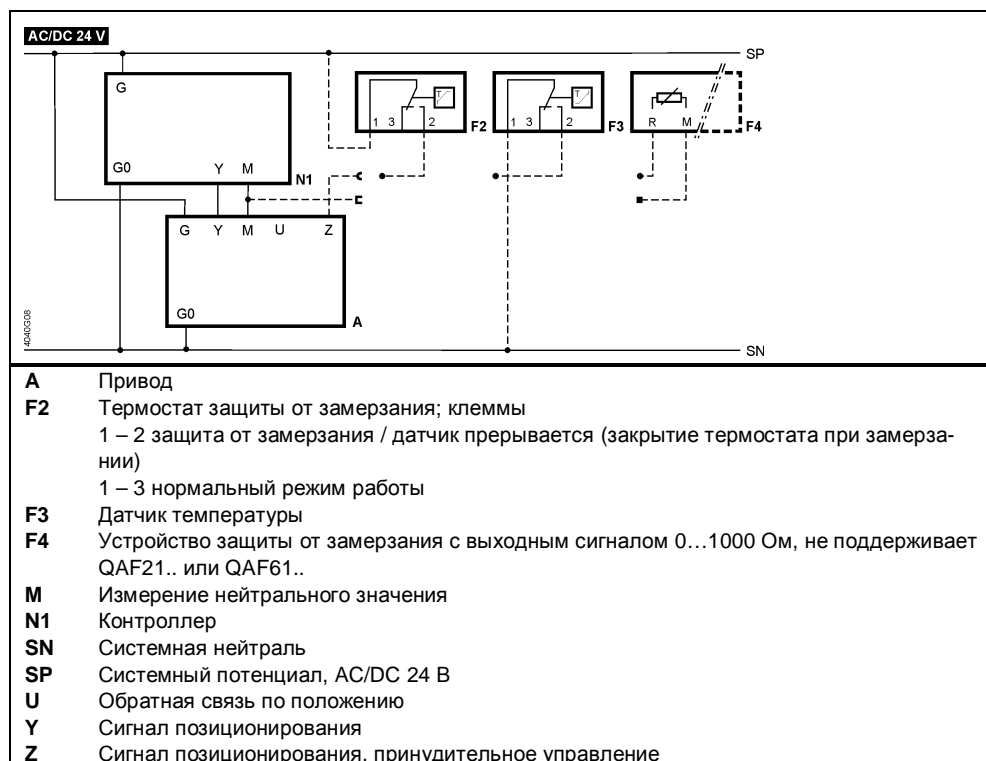 AC/DC 24 V
SP
G
1 3 2
F2
1 3 2
F3
R M
F4
G0 Y M
N1
G Y M U Z
G0
A
4040G08
SN
A Привод
F2 Термостат защиты от замерзания; клеммы
1 – 2 защита от замерзания / датчик прерывается (закрытие термостата при замерза-
нии)
1 – 3 нормальный режим работы
F3 Датчик температуры
F4 Устройство защиты от замерзания с выходным сигналом 0…1000 Ом, не поддерживает
QAF21.. или QAF61..
M Измерение нейтрального значения
N1 Контроллер
SN Системная нейтраль
SP Системный потенциал, AC/DC 24 В
U Обратная связь по положению
Y Сигнал позиционирования
Z Сигнал позиционирования, принудительное управление